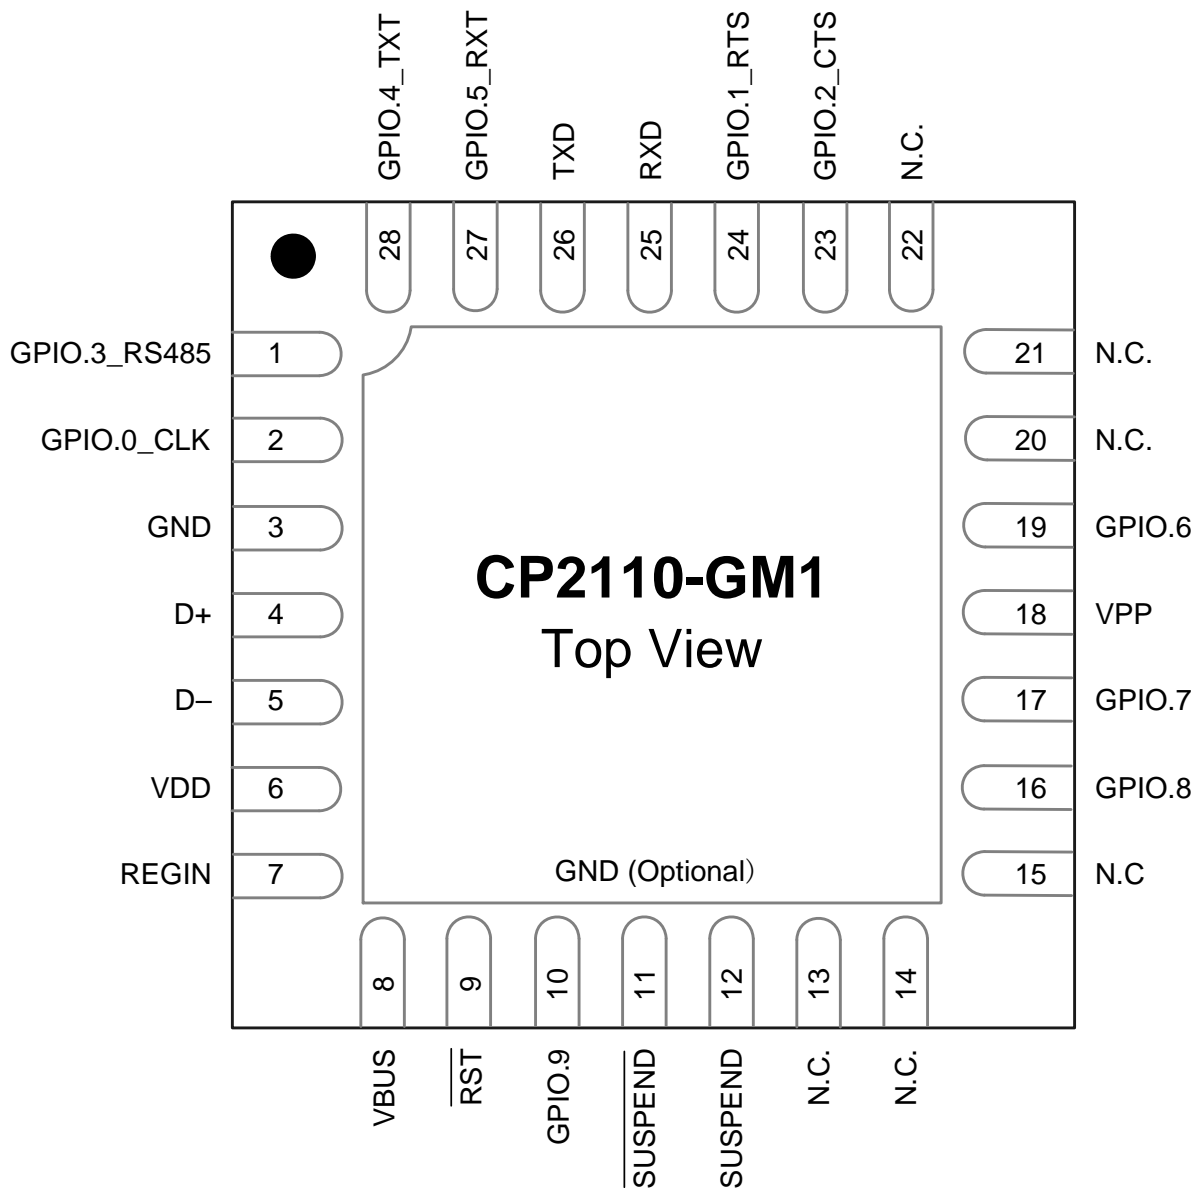 GPIO.4_TXT
GPIO.5_RXT
TXD
RXD
GPIO.1_RTS
GPIO.2_CTS
N.C.
28
27
26
25
24
23
22
GPIO.3_RS485 1
21 N.C.
GPIO.0_CLK 2
20 N.C.
GND 3
19 GPIO.6
D+ 4
18 VPP
D– 5
17 GPIO.7
VDD 6
16 GPIO.8
REGIN 7
15 N.C
CP2110-GM1
Top View
GND (Optional)
8
9
10
11
12
13
14
VBUS
RST
GPIO.9
SUSPEND
SUSPEND
N.C.
N.C.